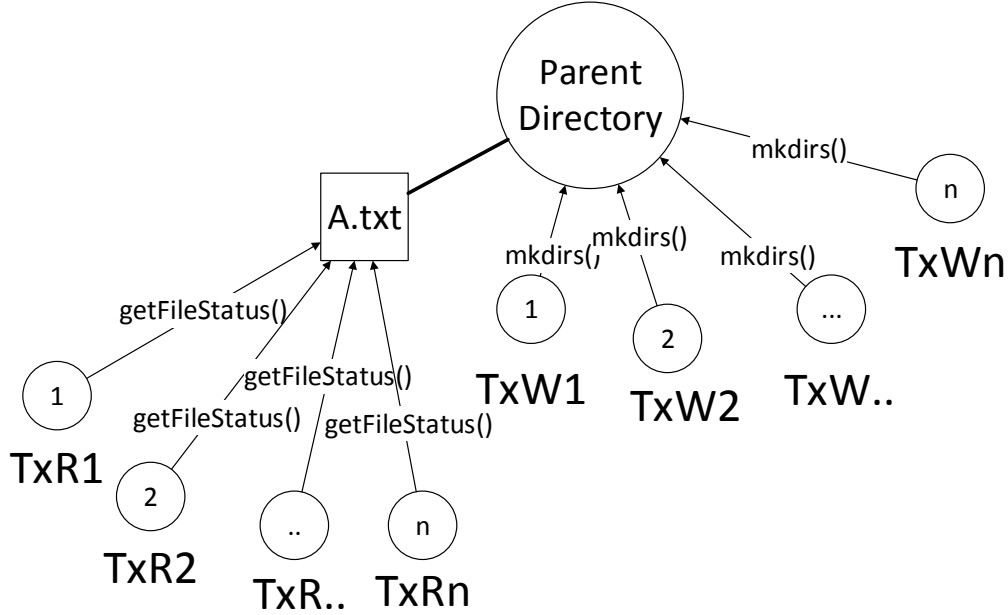 Parent
Directory
mkdirs()
n
TxWn
A.txt
mkdirs()
mkdirs()
mkdirs()
getFileStatus()
1
2
...
TxW1
TxW2
TxW..
1
getFileStatus()
getFileStatus()
getFileStatus()
TxR1
2
..
n
TxR2
TxR..
TxRn